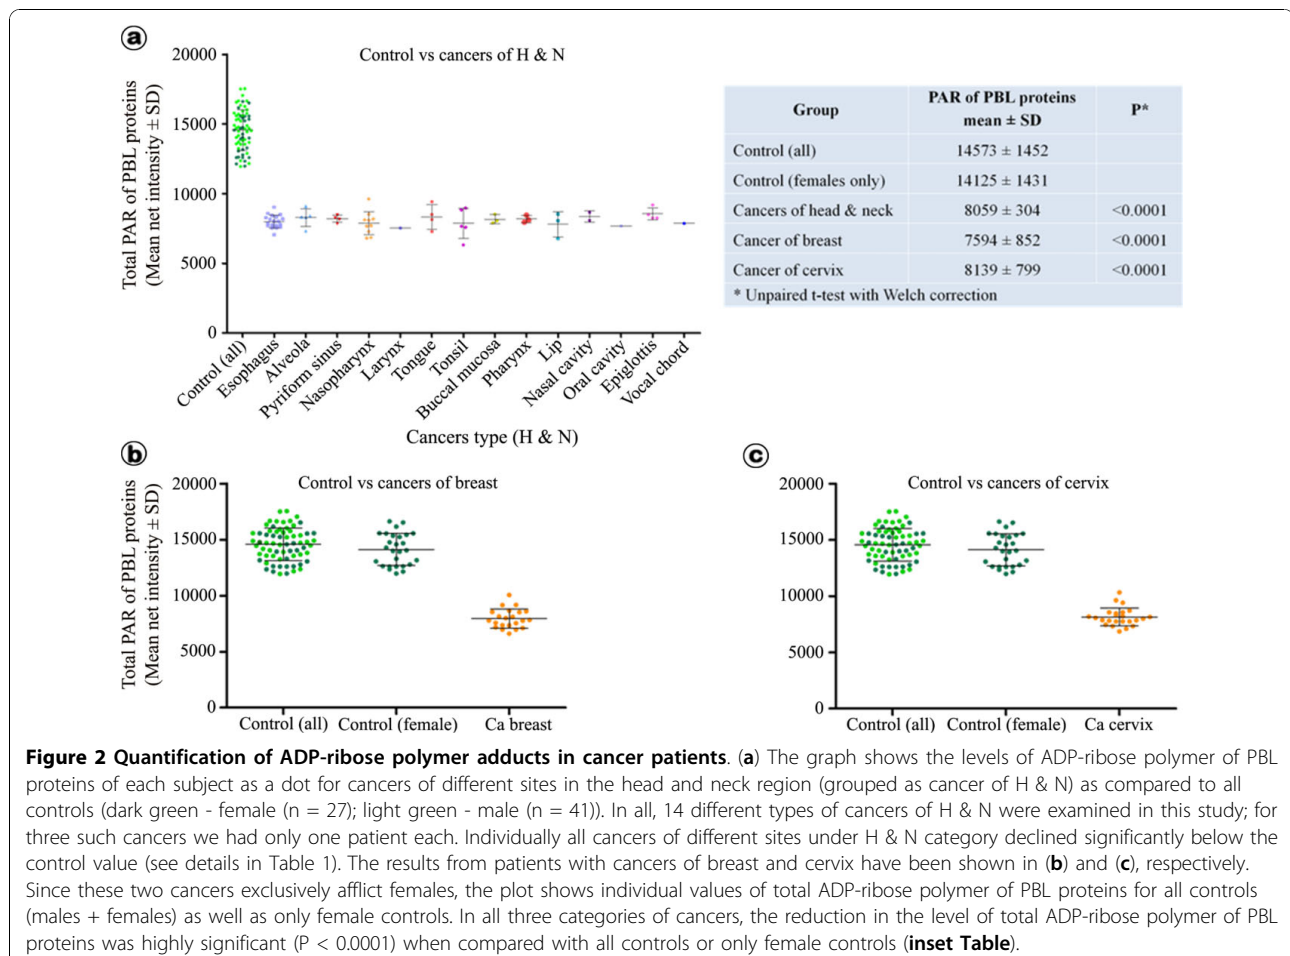 a
Control vs cancers of H & N
Total PAR of PBL proteins
(Mean net intensity ± SD)
20000
15000
10000
5000
0
Control (all)
Esophagus
Alveola
Pyriform sinus
Nasopharynx
Larynx
Tongue
Tonsil
Buccal mucosa
Pharynx
Lip
Nasal cavity
Oral cavity
Epiglottis
Vocal chord
Cancers type (H & N)
Group PAR of PBL proteins mean ± SD P*
Control (all) 14573 ± 1452
Control (females only) 14125 ± 1431
Cancers of head & neck 8059 ± 304 <0.0001
Cancer of breast 7594 ± 852 <0.0001
Cancer of cervix 8139 ± 799 <0.0001
* Unpaired t-test with Welch correction
b
Control vs cancers of breast
Total PAR of PBL proteins
(Mean net intensity ± SD)
20000
15000
10000
5000
0
Control (all) Control (female) Ca breast
c
Control vs cancers of cervix
20000
15000
10000
5000
0
Control (all) Control (female) Ca cervix
Figure 2 Quantification of ADP-ribose polymer adducts in cancer patients. (a) The graph shows the levels of ADP-ribose polymer of PBL
proteins of each subject as a dot for cancers of different sites in the head and neck region (grouped as cancer of H & N) as compared to all
controls (dark green - female (n = 27); light green - male (n = 41)). In all, 14 different types of cancers of H & N were examined in this study; for
three such cancers we had only one patient each. Individually all cancers of different sites under H & N category declined significantly below the
control value (see details in Table 1). The results from patients with cancers of breast and cervix have been shown in (b) and (c), respectively.
Since these two cancers exclusively afflict females, the plot shows individual values of total ADP-ribose polymer of PBL proteins for all controls
(males + females) as well as only female controls. In all three categories of cancers, the reduction in the level of total ADP-ribose polymer of PBL
proteins was highly significant (P < 0.0001) when compared with all controls or only female controls (inset Table).